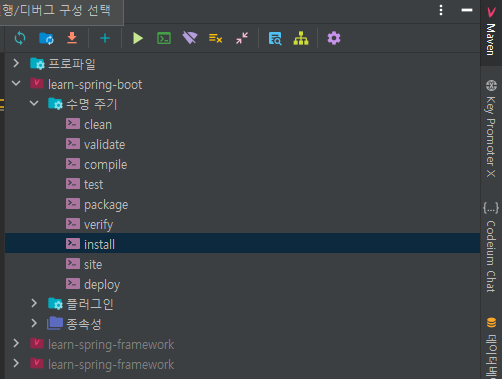 행/디버그 구성 선택
프로파일
learn-spring-boot
수명 주기
clean
validate
compile
test
package
verify
install
site
deploy
플러그인
종속성
learn-spring-framework
learn-spring-framework
Maven
Key Promoter X
{...}
Codeium Chat
데이터베